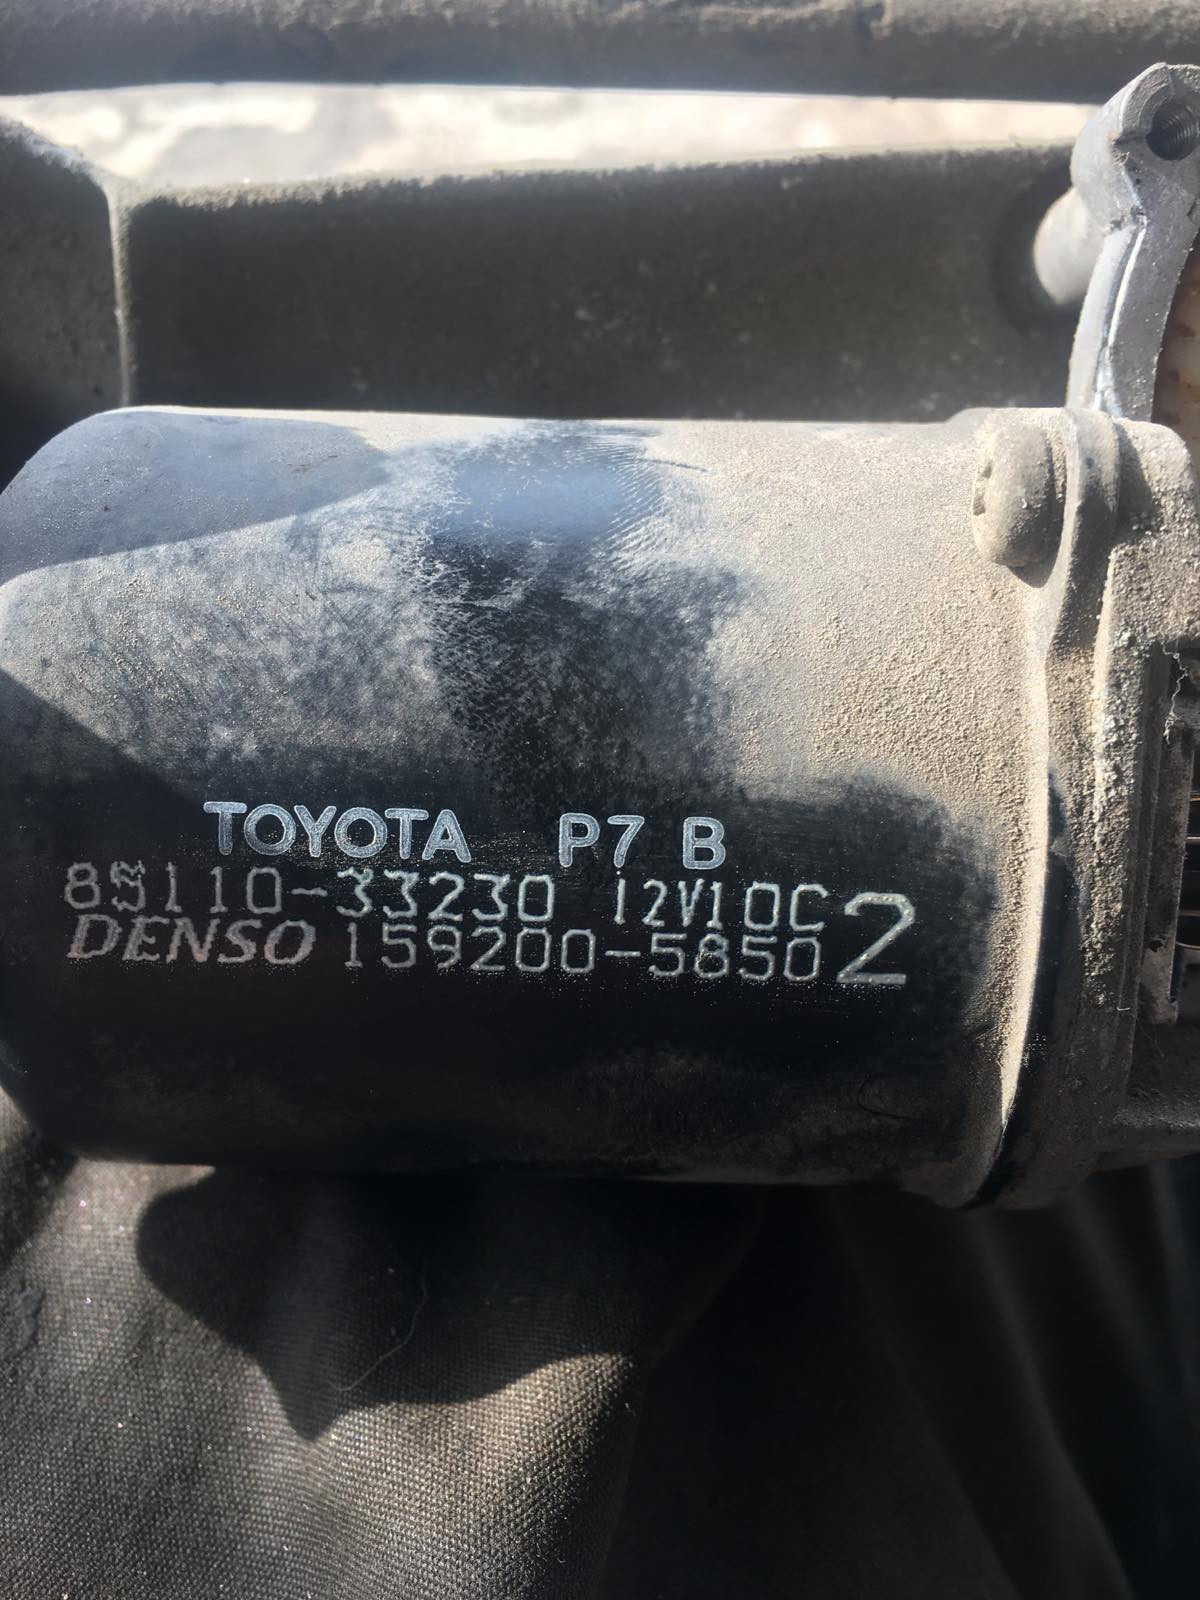 TOYOTA P7 B
85110-33230 12V10C 2
DENSO 159200-5850